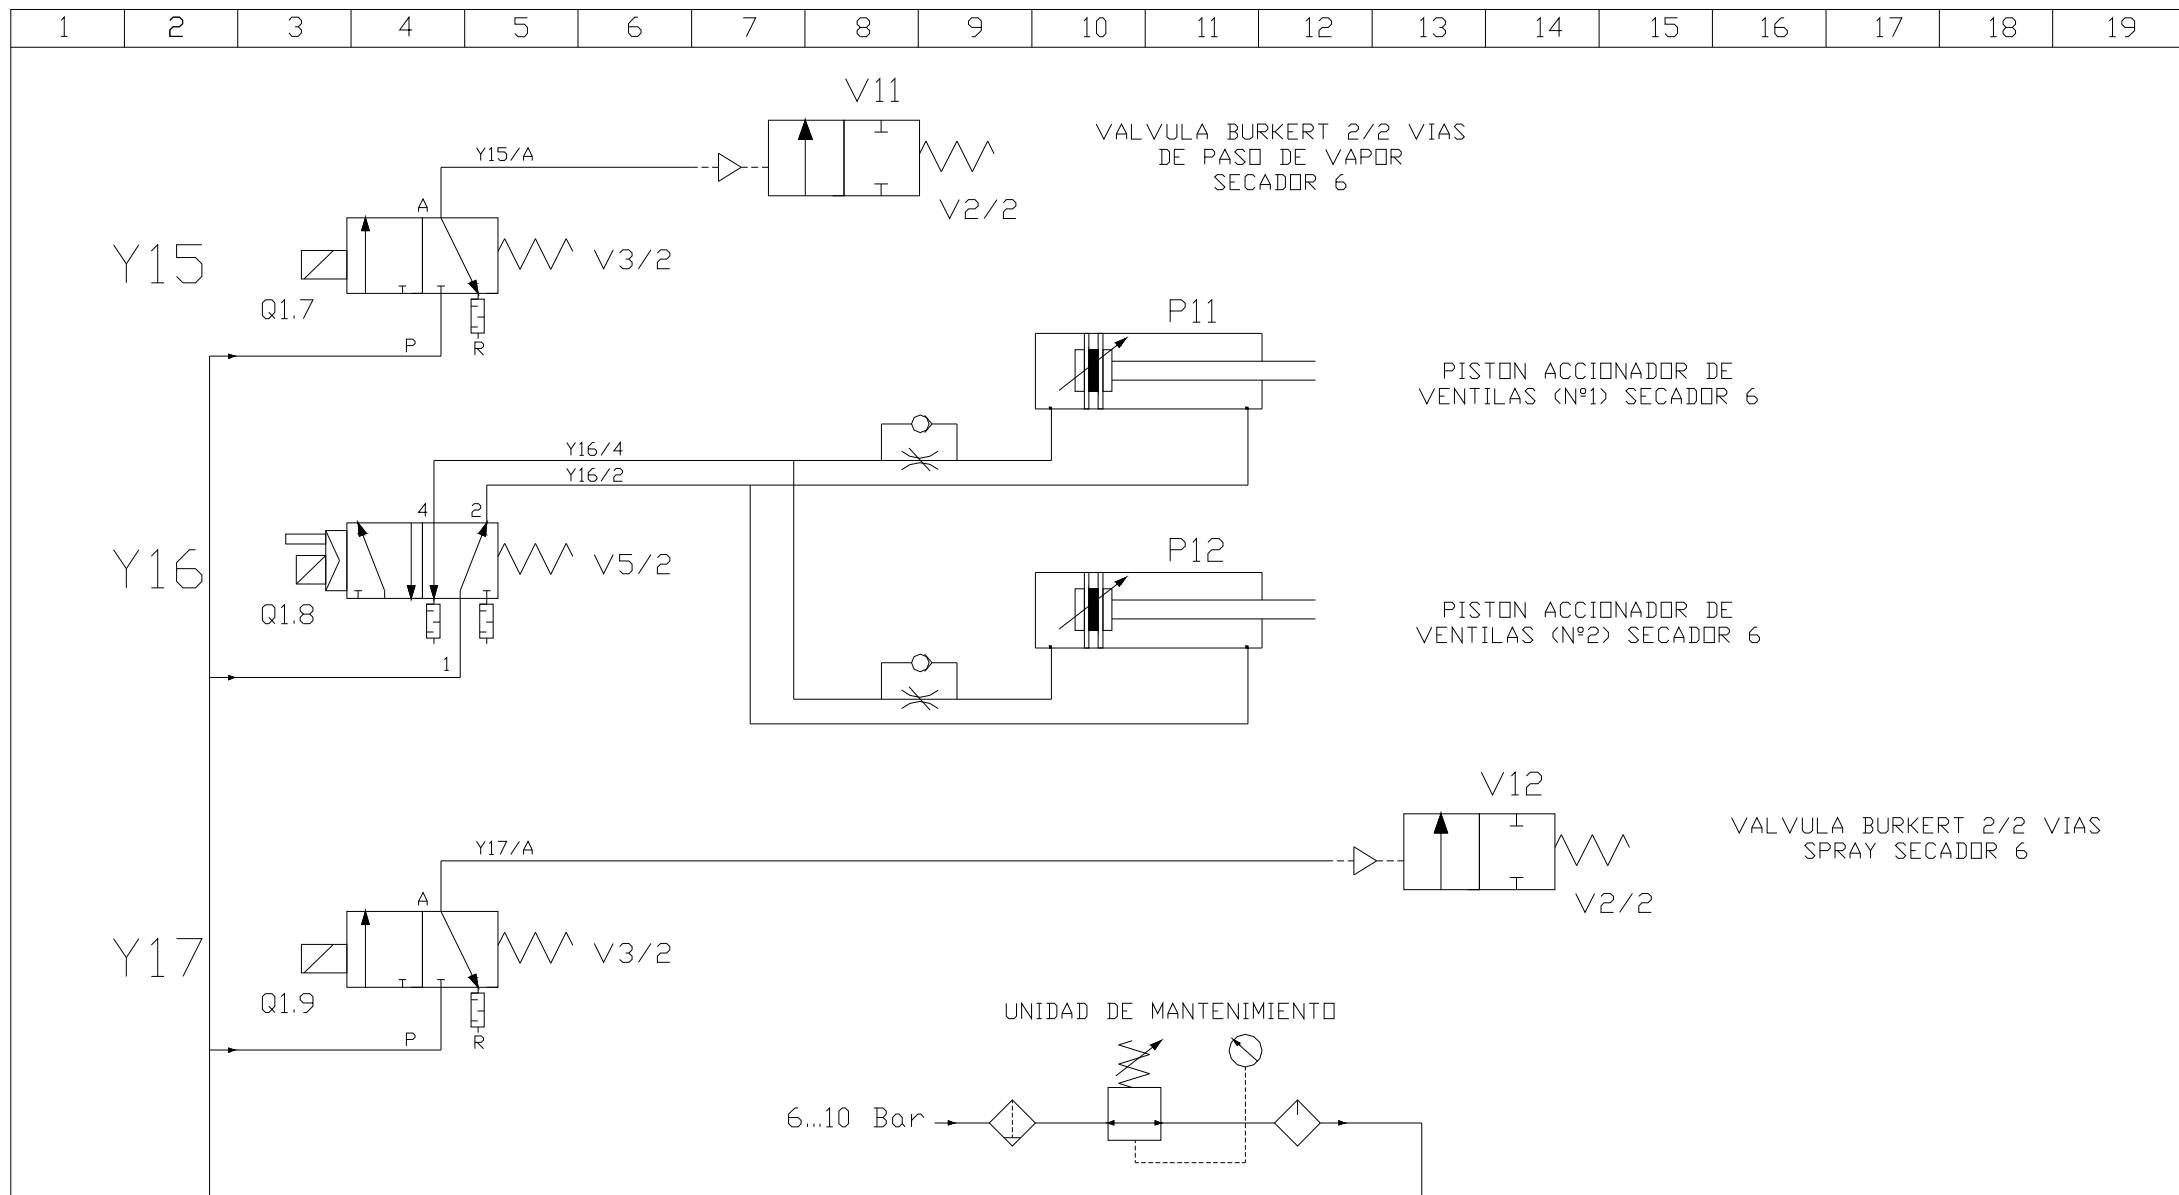 1 2 3 4 5 6 7 8 9 10 11 12 13 14 15 16 17 18 19
V11
VALVULA BURKERT 2/2 VIAS
DE PASO DE VAPOR
SECADOR 6
Y15/A
V2/2
A
Y15
V3/2
Q1.7
P
R
P11
PISTON ACCIONADOR DE
VENTILAS (Nº1) SECADOR 6
Y16/4
Y16/2
4
2
Y16
V5/2
Q1.8
1
P12
PISTON ACCIONADOR DE
VENTILAS (Nº2) SECADOR 6
V12
VALVULA BURKERT 2/2 VIAS
SPRAY SECADOR 6
Y17/A
V2/2
A
Y17
V3/2
Q1.9
P
R
UNIDAD DE MANTENIMIENTO
6...10 Bar